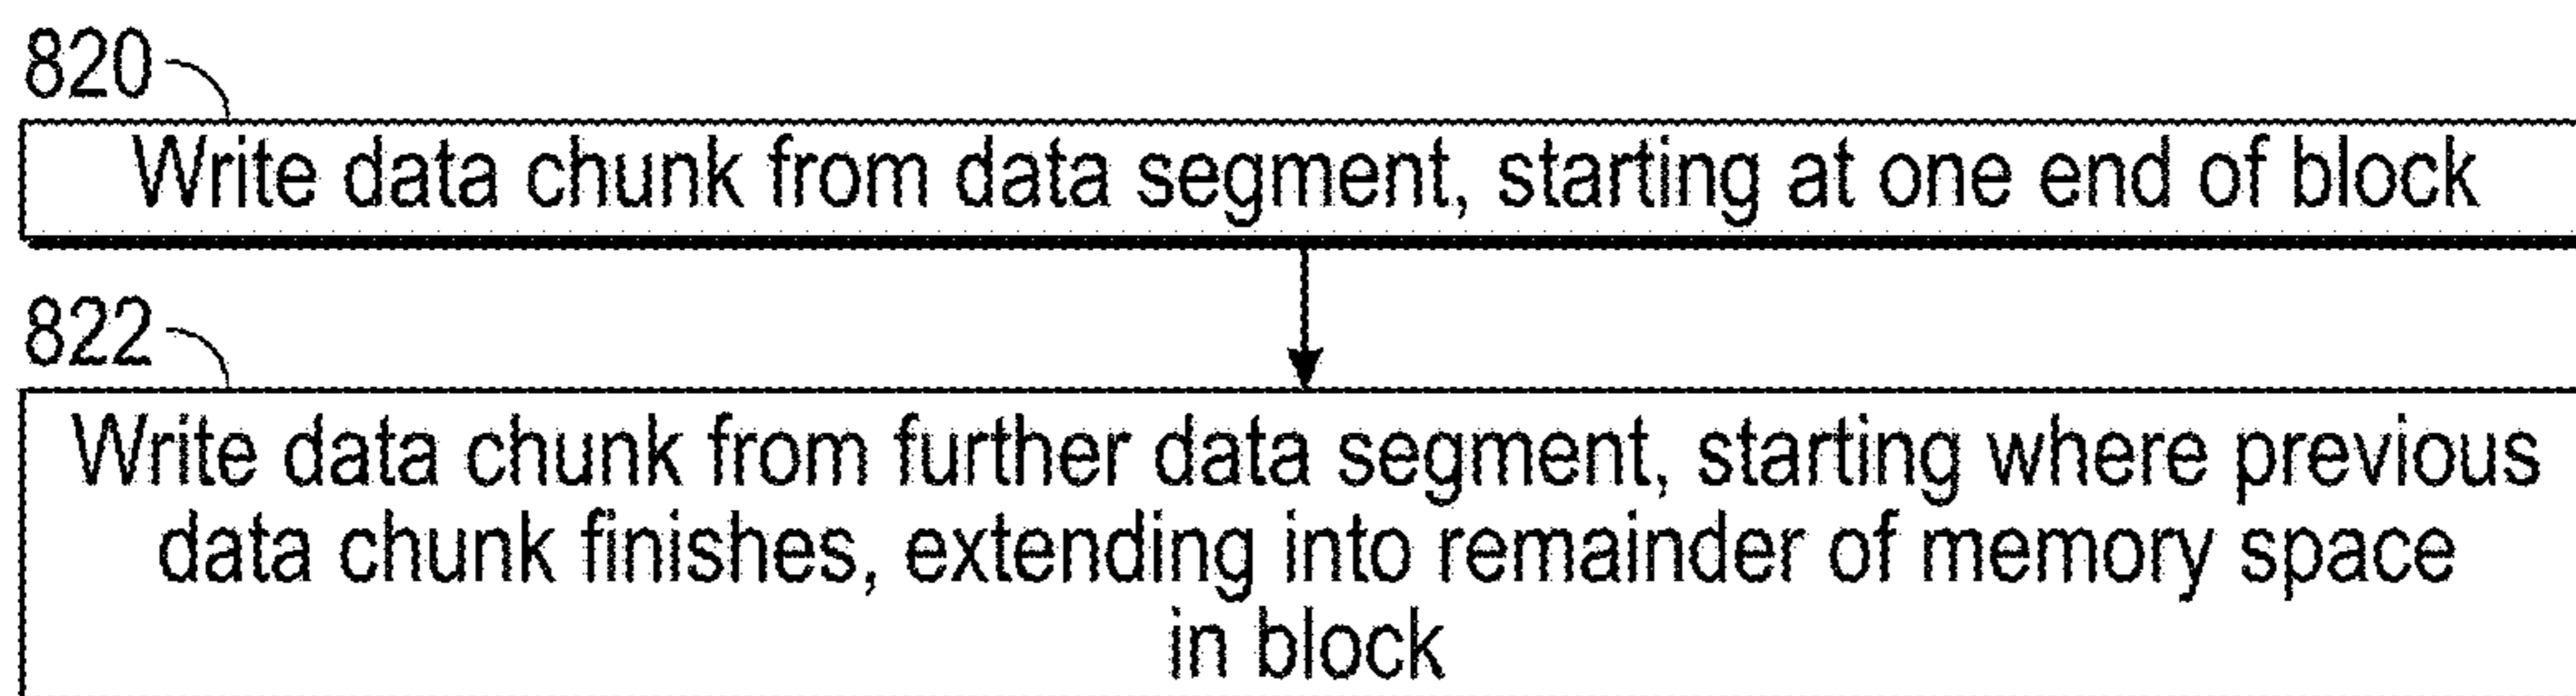 820
Write data chunk from data segment, starting at one end of block
822
Write data chunk from further data segment, starting where previous
data chunk finishes, extending into remainder of memory space
in block